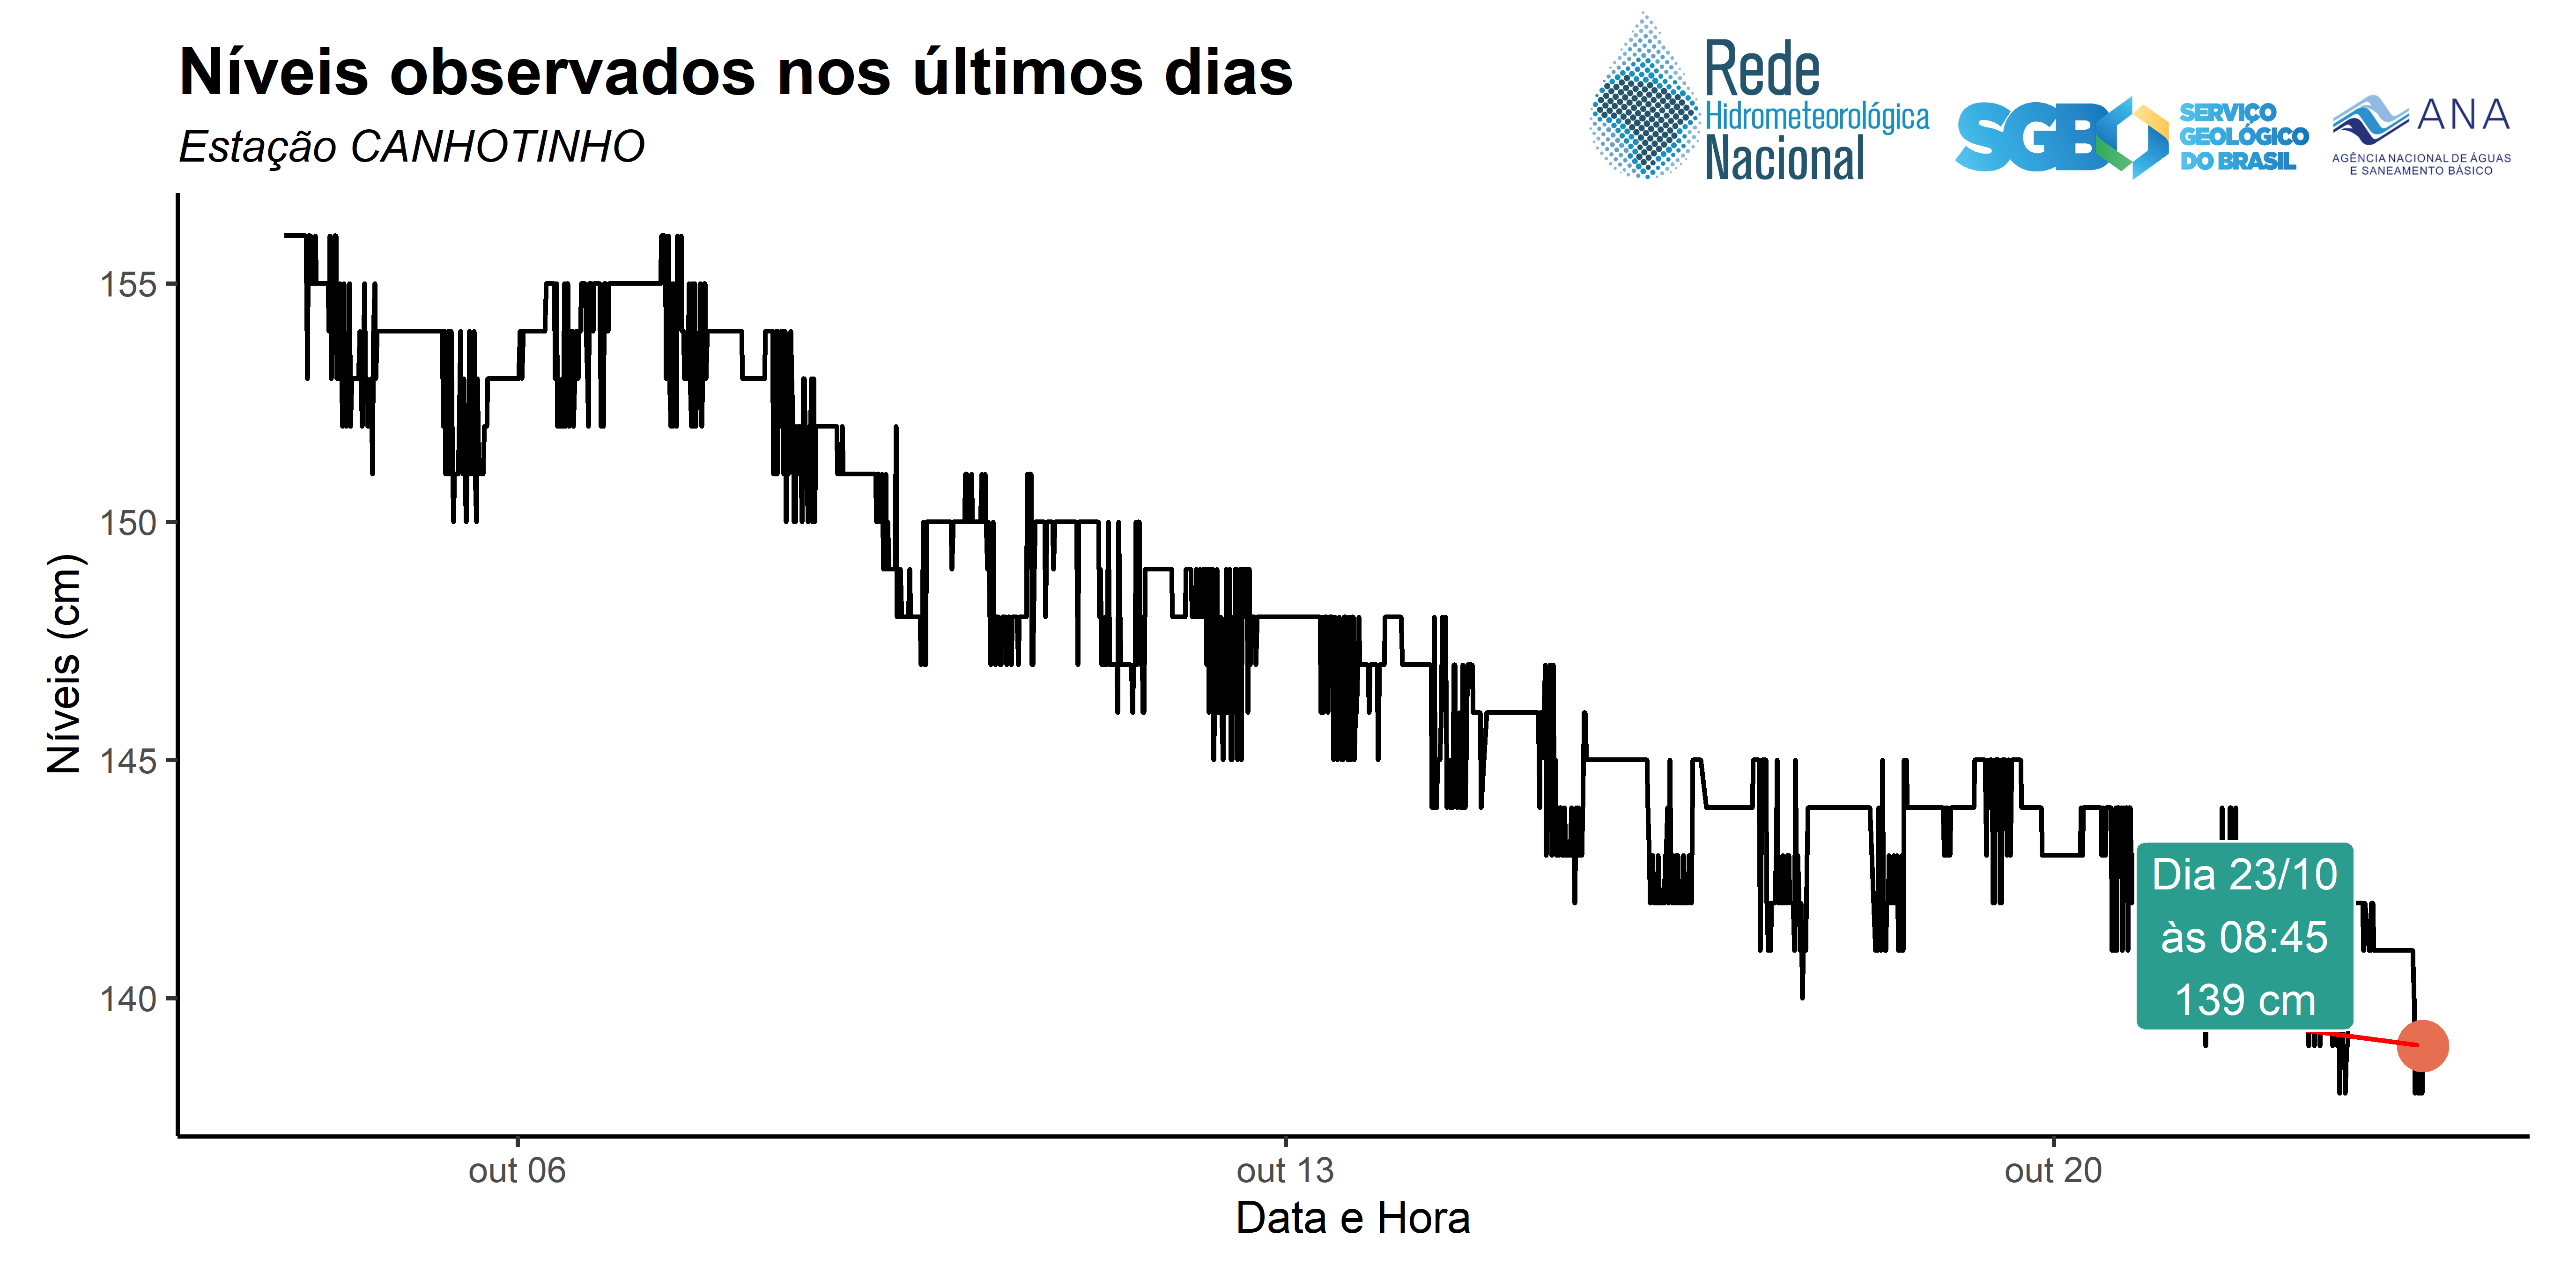 Níveis observados nos últimos dias
Estação CANHOTINHO
Rede
Hidrometeorológica
Nacional
SGB
SERVIÇO
GEOLÓGICO
DO BRASIL
ANA
AGÊNCIA NACIONAL DE ÁGUAS
E SANEAMENTO BÁSICO
Níveis (cm)
155
150
145
140
Dia 23/10
às 08:45
139 cm
out 06
out 13
out 20
Data e Hora